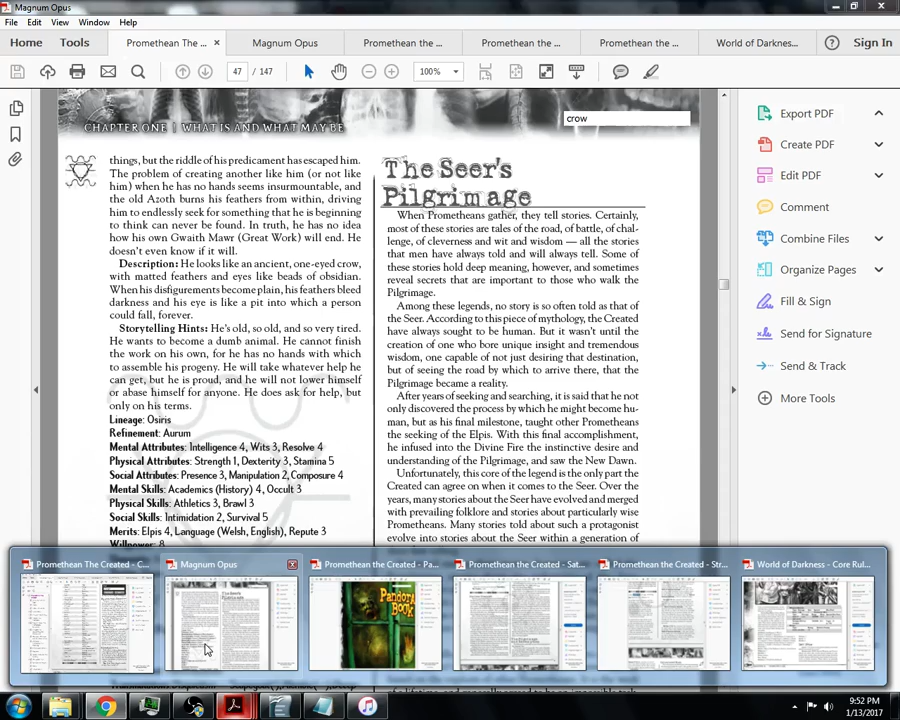 Magnum Opus
File Edit View Window Help
Home Tools Promethean The ... × Magnum Opus Promethean the ... Promethean the ... Promethean the ... World of Darknes... Sign In
47 / 147 100%
CHAPTER ONE | WHAT IS AND WHAT MAY BE
crow
things, but the riddle of his predicament has escaped him.
The problem of creating another like him (or not like
him) when he has no hands seems insurmountable, and
the old Azoth burns his feathers from within, driving
him to endlessly seek for something that he is beginning
to think can never be found. In truth, he has no idea
how his own Gwaith Mawr (Great Work) will end. He
doesn't even know if it will.
Description: He looks like an ancient, one-eyed crow,
with matted feathers and eyes like beads of obsidian.
When his disfigurements become plain, his feathers bleed
darkness and his eye is like a pit into which a person
could fall, forever.
Storytelling Hints: He's old, so old, and so very tired.
He wants to become a dumb animal. He cannot finish
the work on his own, for he has no hands with which
to assemble his progeny. He will take whatever help he
can get, but he is proud, and he will not lower himself
or abase himself for anyone. He does ask for help, but
only on his terms.
Lineage: Osiris
Refinement: Aurum
Mental Attributes: Intelligence 4, Wits 3, Resolve 4
Physical Attributes: Strength 1, Dexterity 3, Stamina 5
Social Attributes: Presence 3, Manipulation 2, Composure 4
Mental Skills: Academics (History) 4, Occult 3
Physical Skills: Athletics 3, Brawl 3
Social Skills: Intimidation 2, Survival 5
Merits: Elpis 4, Language (Welsh, English), Repute 3
Willpower: 8
The Seer's
Pilgrimage
When Prometheans gather, they tell stories. Certainly,
most of these stories are tales of the road, of battle, of chal-
lenge, of cleverness and wit and wisdom — all the stories
that men have always told and will always tell. Some of
these stories hold deep meaning, however, and sometimes
reveal secrets that are important to those who walk the
Pilgrimage.
Among these legends, no story is so often told as that of
the Seer. According to this piece of mythology, the Created
have always sought to be human. But it wasn't until the
creation of one who bore unique insight and tremendous
wisdom, one capable of not just desiring that destination,
but of seeing the road by which to arrive there, that the
Pilgrimage became a reality.
After years of seeking and searching, it is said that he not
only discovered the process by which he might become hu-
man, but as his final milestone, taught other Prometheans
the seeking of the Elpis. With this final accomplishment,
he infused into the Divine Fire the instinctive desire and
understanding of the Pilgrimage, and saw the New Dawn.
Unfortunately, this core of the legend is the only part the
Created can agree on when it comes to the Seer. Over the
years, many stories about the Seer have evolved and merged
with prevailing folklore and stories about particularly wise
Prometheans. Many stories told about such a protagonist
evolve into stories about the Seer within a generation of
Export PDF
Create PDF
Edit PDF
Comment
Combine Files
Organize Pages
Fill & Sign
Send for Signature
Send & Track
More Tools
Promethean The Created - C... Magnum Opus Promethean the Created - Pa... Promethean the Created - Sat... Promethean the Created - Str... World of Darkness - Core Rul...
Pandora's Book
9:52 PM
1/13/2017